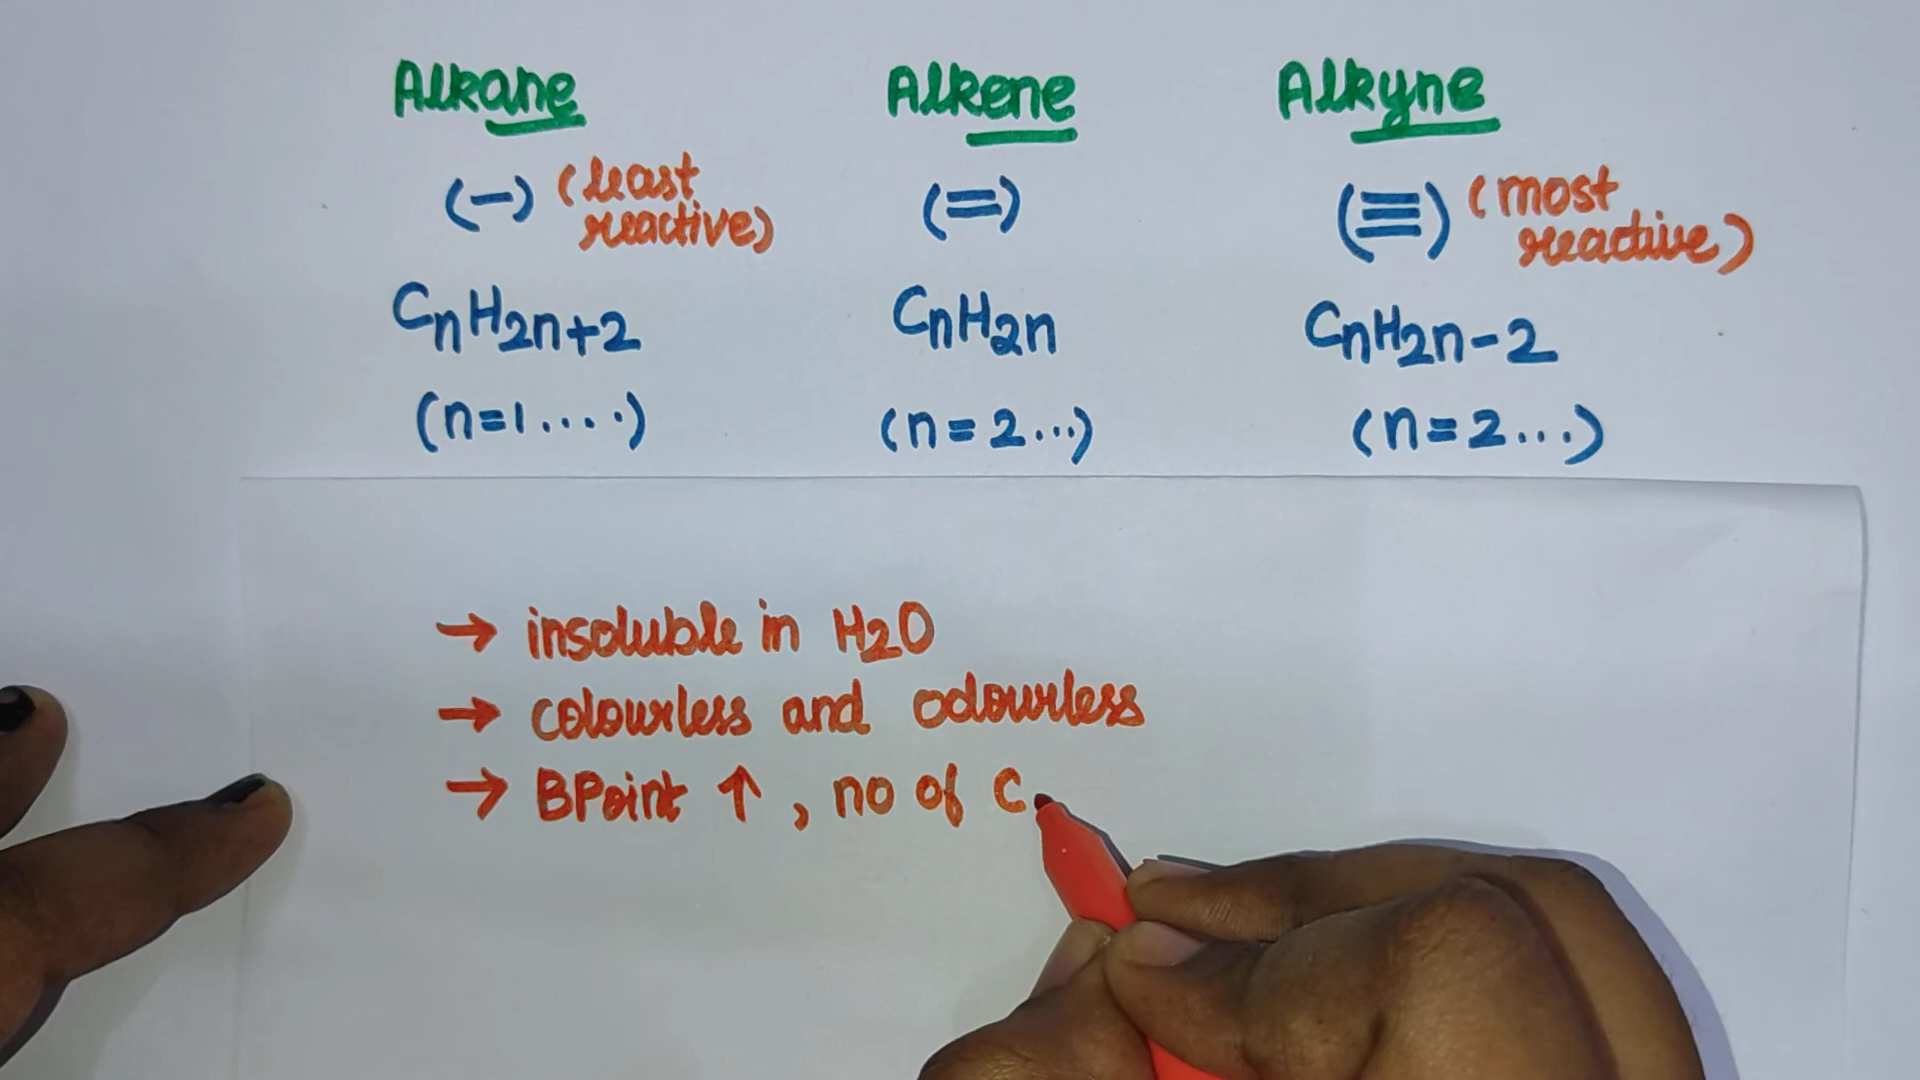 Alkane Alkene Alkyne
(-) (least reactive) (=) (≡) (most reactive)
CnH2n+2 CnH2n CnH2n-2
(n=1....) (n=2...) (n=2...)
→ insoluble in H2O
→ colourless and odourless
→ BPoint ↑, no of C